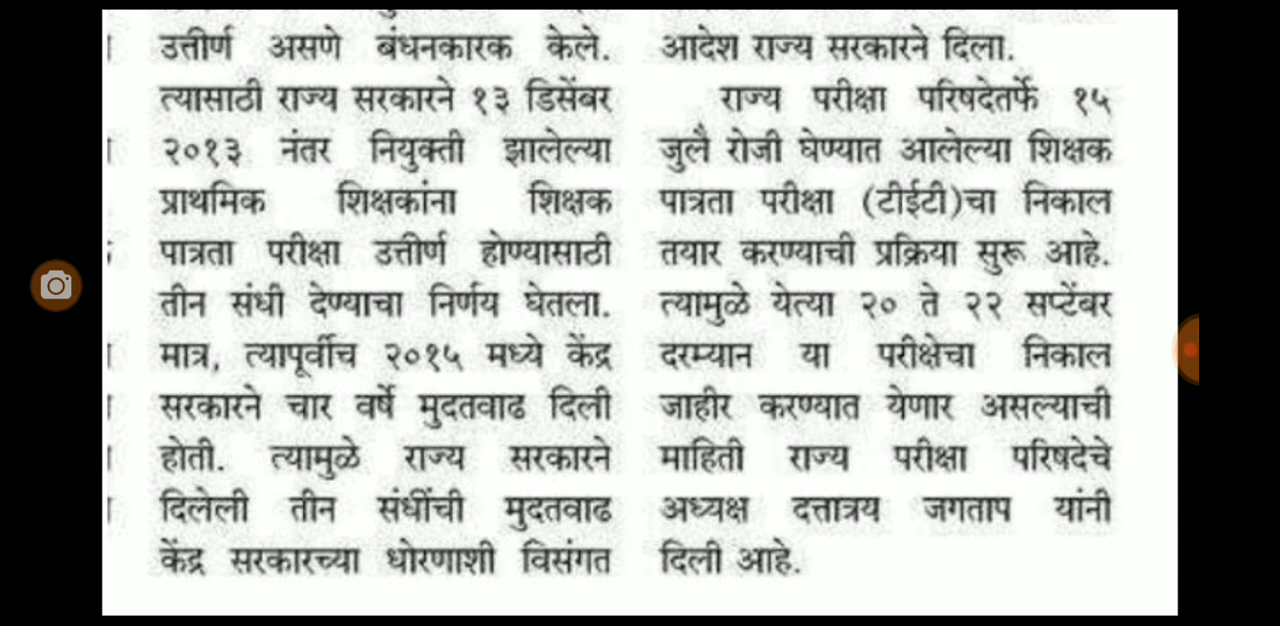 उत्तीर्ण असणे बंधनकारक केले.
त्यासाठी राज्य सरकारने १३ डिसेंबर
२०१३ नंतर नियुक्ती झालेल्या
प्राथमिक शिक्षकांना शिक्षक
पात्रता परीक्षा उत्तीर्ण होण्यासाठी
तीन संधी देण्याचा निर्णय घेतला.
मात्र, त्यापूर्वीच २०१५ मध्ये केंद्र
सरकारने चार वर्षे मुदतवाढ दिली
होती. त्यामुळे राज्य सरकारने
दिलेली तीन संधींची मुदतवाढ
केंद्र सरकारच्या धोरणाशी विसंगत
आदेश राज्य सरकारने दिला.
राज्य परीक्षा परिषदेतर्फे १५
जुलै रोजी घेण्यात आलेल्या शिक्षक
पात्रता परीक्षा (टीईटी)चा निकाल
तयार करण्याची प्रक्रिया सुरू आहे.
त्यामुळे येत्या २० ते २२ सप्टेंबर
दरम्यान या परीक्षेचा निकाल
जाहीर करण्यात येणार असल्याची
माहिती राज्य परीक्षा परिषदेचे
अध्यक्ष दत्तात्रय जगताप यांनी
दिली आहे.